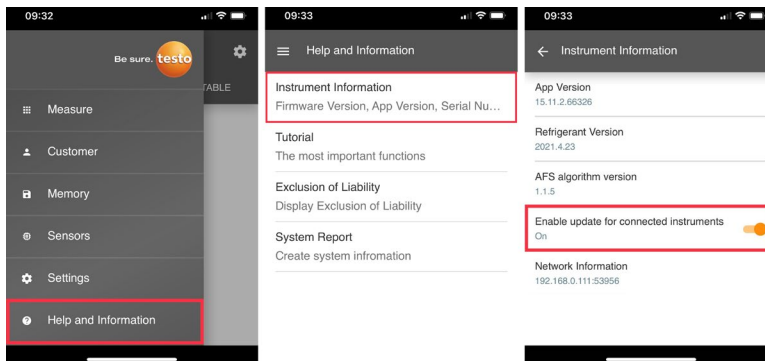 09:32
Be sure. testo
TABLE
Measure
Customer
Memory
Sensors
Settings
Help and Information
09:33
Help and Information
Instrument Information
Firmware Version, App Version, Serial Nu...
Tutorial
The most important functions
Exclusion of Liability
Display Exclusion of Liability
System Report
Create system infromation
09:33
Instrument Information
App Version
15.11.2.66326
Refrigerant Version
2021.4.23
AFS algorithm version
1.1.5
Enable update for connected instruments
On
Network Information
192.168.0.111:53956